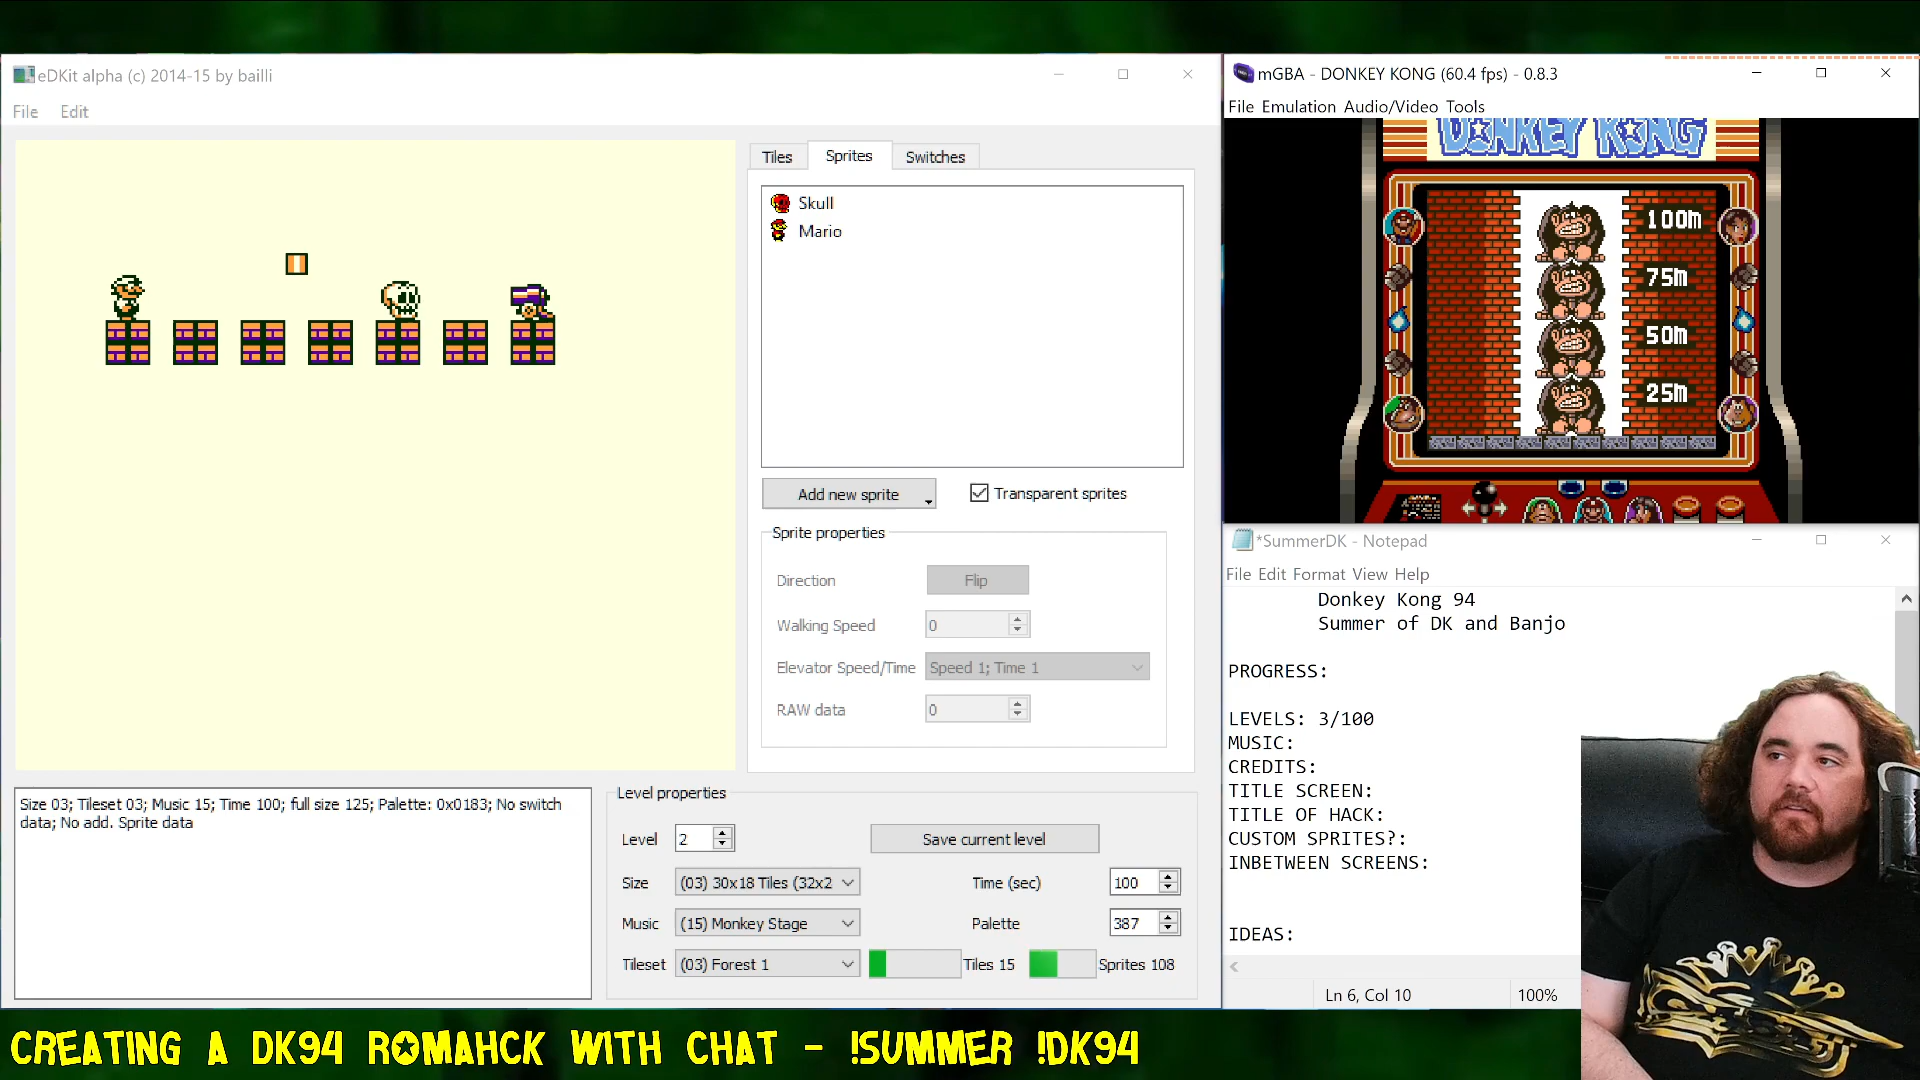 eDKit alpha (c) 2014-15 by bailli
File Edit
Tiles Sprites Switches
Skull
Mario
Add new sprite
Transparent sprites
Sprite properties
Direction Flip
Walking Speed 0
Elevator Speed/Time Speed 1; Time 1
RAW data 0
Size 03; Tileset 03; Music 15; Time 100; full size 125; Palette: 0x0183; No switch
data; No add. Sprite data
Level properties
Level 2 Save current level
Size (03) 30x18 Tiles (32x2 Time (sec) 100
Music (15) Monkey Stage Palette 387
Tileset (03) Forest 1 Tiles 15 Sprites 108
mGBA - DONKEY KONG (60.4 fps) - 0.8.3
File Emulation Audio/Video Tools
DONKEY KONG
100m
75m
50m
25m
*SummerDK - Notepad
File Edit Format View Help
Donkey Kong 94
Summer of DK and Banjo
PROGRESS:
LEVELS: 3/100
MUSIC:
CREDITS:
TITLE SCREEN:
TITLE OF HACK:
CUSTOM SPRITES?:
INBETWEEN SCREENS:
IDEAS:
Ln 6, Col 10 100%
CREATING A DK94 ROMAHCK WITH CHAT - !SUMMER !DK94